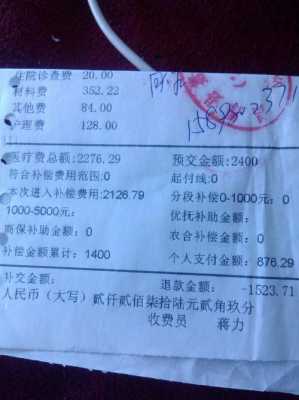 住院诊查费 20.00
材料费 352.22
其他费 84.00
护理费 128.00
医疗费总额:2276.29 预交金额:2400
符合补偿费用范围:0 起付线:0
本次进入补偿费用:2126.79 分段补偿0-1000元: 0
1000-5000元: 优抚补助金额:
商保补助金额: 0 农合补偿金额: 0
补偿金额累计: 1400 个人支付金额: 876.29
补交金额: 退款金额: -1523.71
人民币（大写）贰仟贰佰柒拾陆元贰角玖分
收费员 蒋力